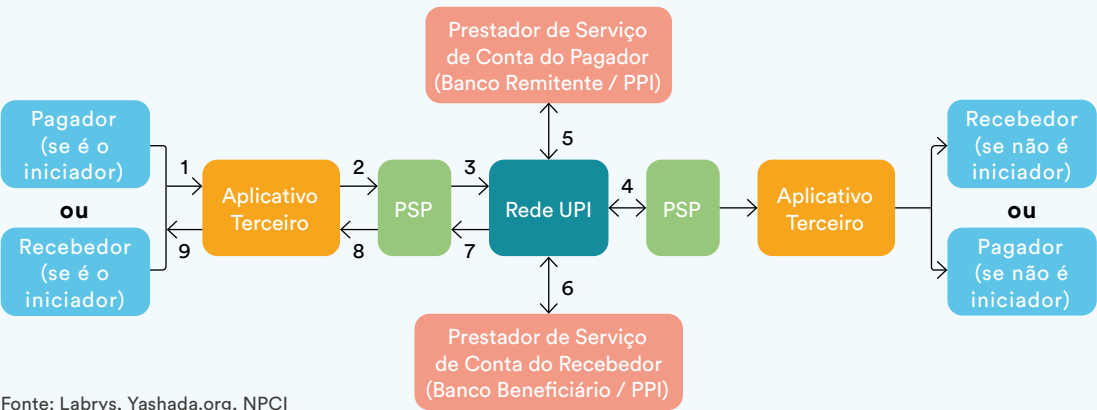 Prestador de Serviço
de Conta do Pagador
(Banco Remitente / PPI)
Pagador
(se é o
iniciador)
ou
Recebedor
(se é o
iniciador)
1
9
Aplicativo
Terceiro
2
8
PSP
3
7
5
Rede UPI
6
4
PSP
Aplicativo
Terceiro
Recebedor
(se não é
iniciador)
ou
Pagador
(se não é
iniciador)
Prestador de Serviço
de Conta do Recebedor
(Banco Beneficiário / PPI)
Fonte: Labrys, Yashada.org, NPCI